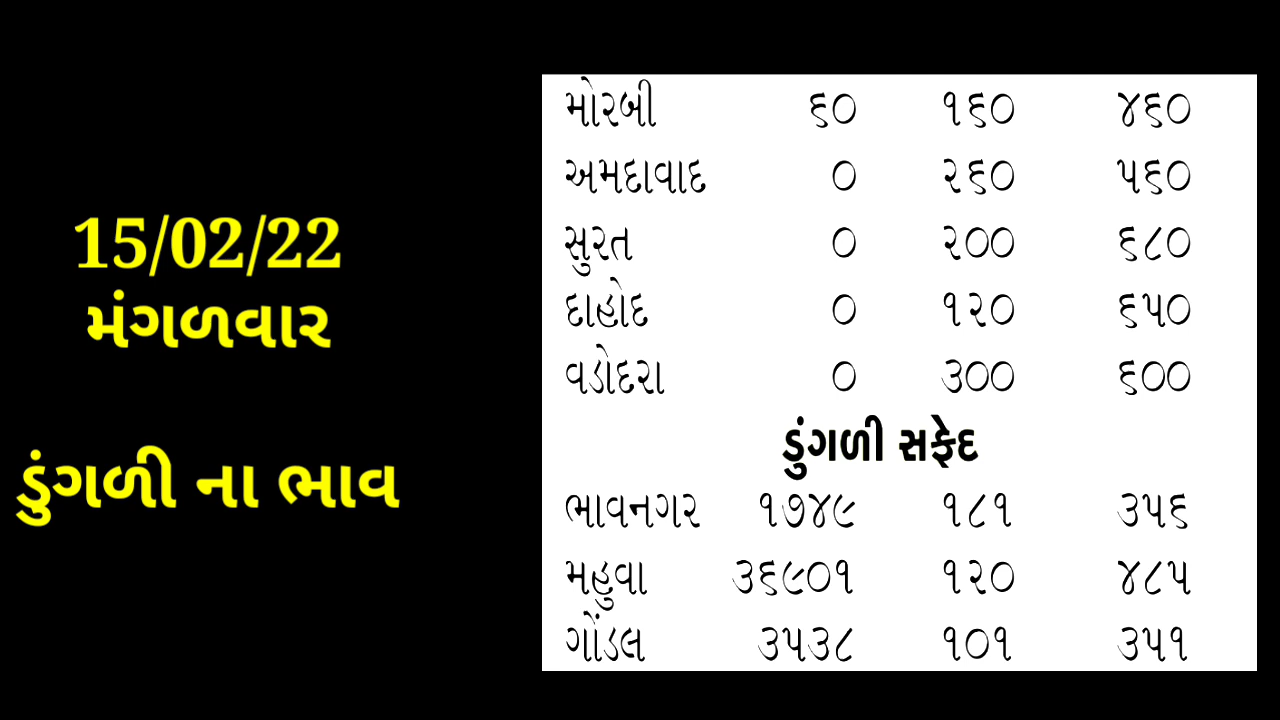 15/02/22
મંગળવાર
ડુંગળી ના ભાવ
મોરબી ૬૦ ૧૬૦ ૪૬૦
અમદાવાદ ૦ ૨૬૦ ૫૬૦
સુરત ૦ ૨૦૦ ૬૮૦
દાહોદ ૦ ૧૨૦ ૬૫૦
વડોદરા ૦ ૩૦૦ ૬૦૦
ડુંગળી સફેદ
ભાવનગર ૧૭૪૯ ૧૮૧ ૩૫૬
મહુવા ૩૬૯૦૧ ૧૨૦ ૪૮૫
ગોંડલ ૩૫૩૮ ૧૦૧ ૩૫૧